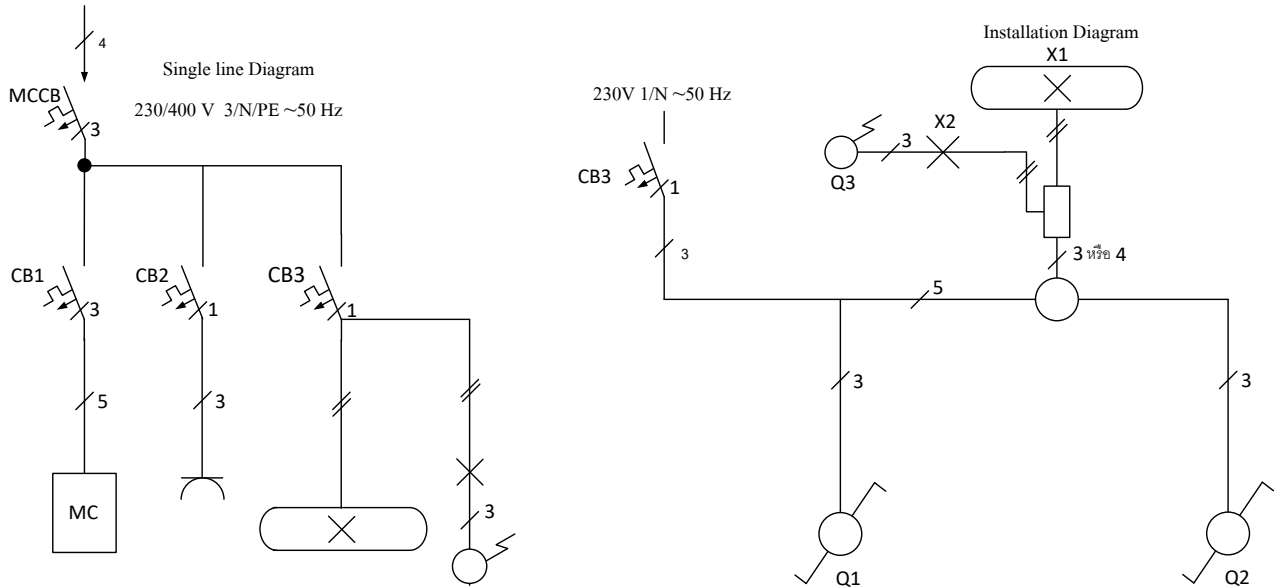 4
MCCB
3
Single line Diagram
230/400 V 3/N/PE ~50 Hz
CB1
3
CB2
1
CB3
1
5
3
MC
3
Installation Diagram
X1
230V 1/N ~50 Hz
CB3
1
3
Q3
3
X2
3 หรือ 4
5
3
3
Q1
Q2